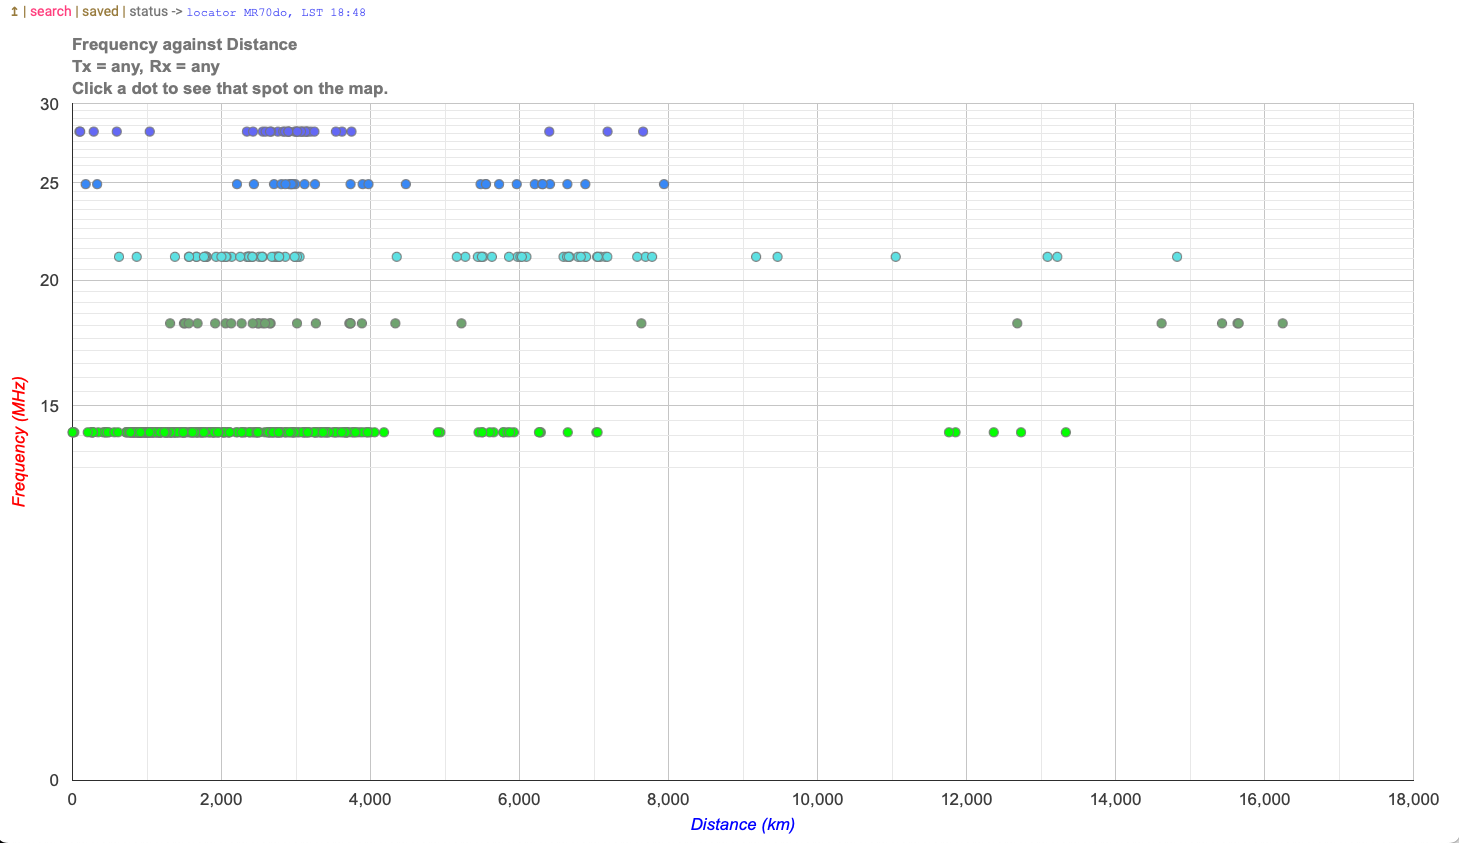 ↥ | search | saved | status -> locator MR70do, LST 18:48
Frequency against Distance
Tx = any, Rx = any
Click a dot to see that spot on the map.
30
25
20
15
0
Frequency (MHz)
0 2,000 4,000 6,000 8,000 10,000 12,000 14,000 16,000 18,000
Distance (km)